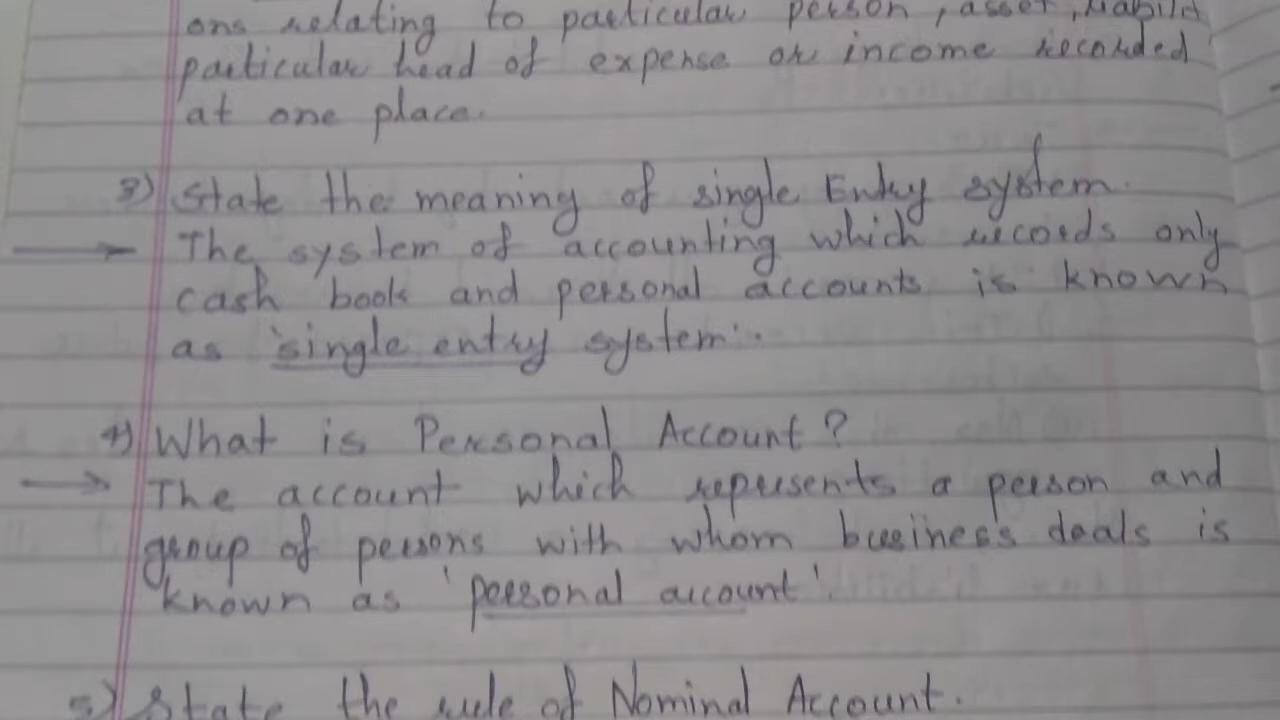 ons relating to particular person, asset, liabili
particular head of expense or income recorded
at one place.
3) State the meaning of single Entry system.
→ The system of accounting which records only
cash book and personal accounts is known
as 'single entry system'.
4) What is Personal Account?
→ The account which represents a person and
group of persons with whom business deals is
known as 'personal account'
5) State the rule of Nominal Account.